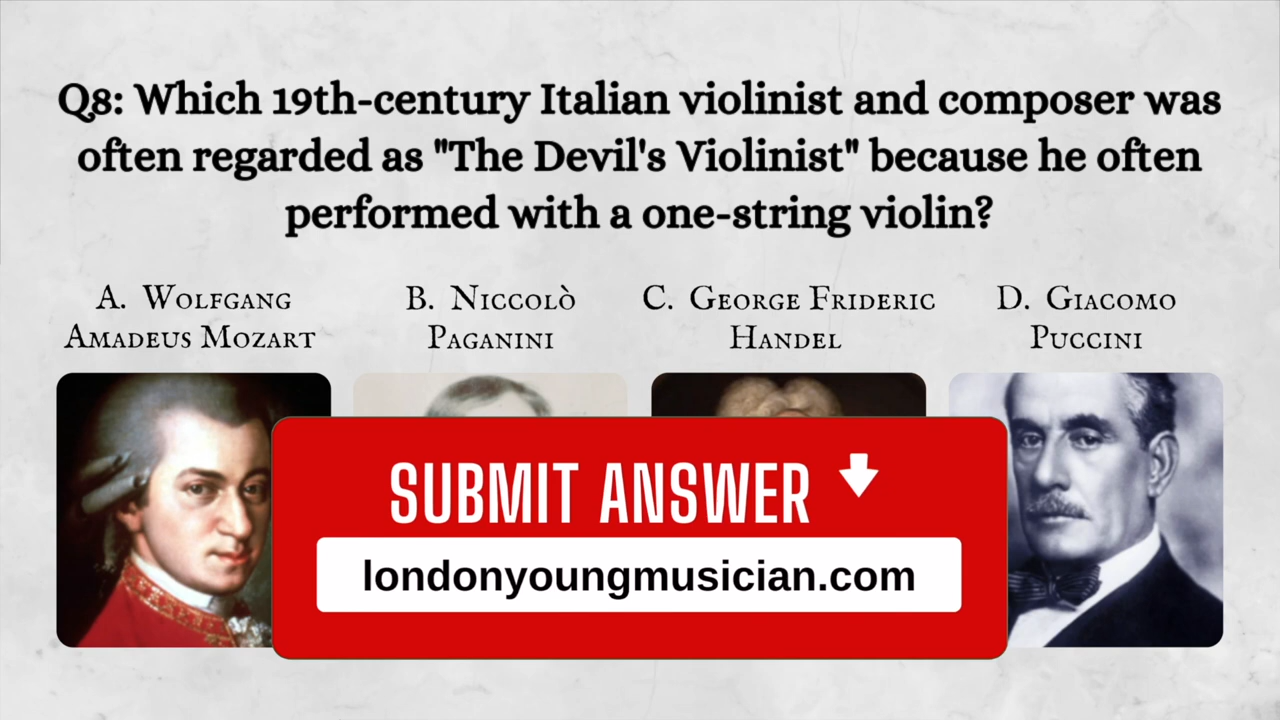 Q8: Which 19th-century Italian violinist and composer was
often regarded as "The Devil's Violinist" because he often
performed with a one-string violin?
A. Wolfgang
Amadeus Mozart
B. Niccolò
Paganini
C. George Frideric
Handel
D. Giacomo
Puccini
SUBMIT ANSWER
londonyoungmusician.com